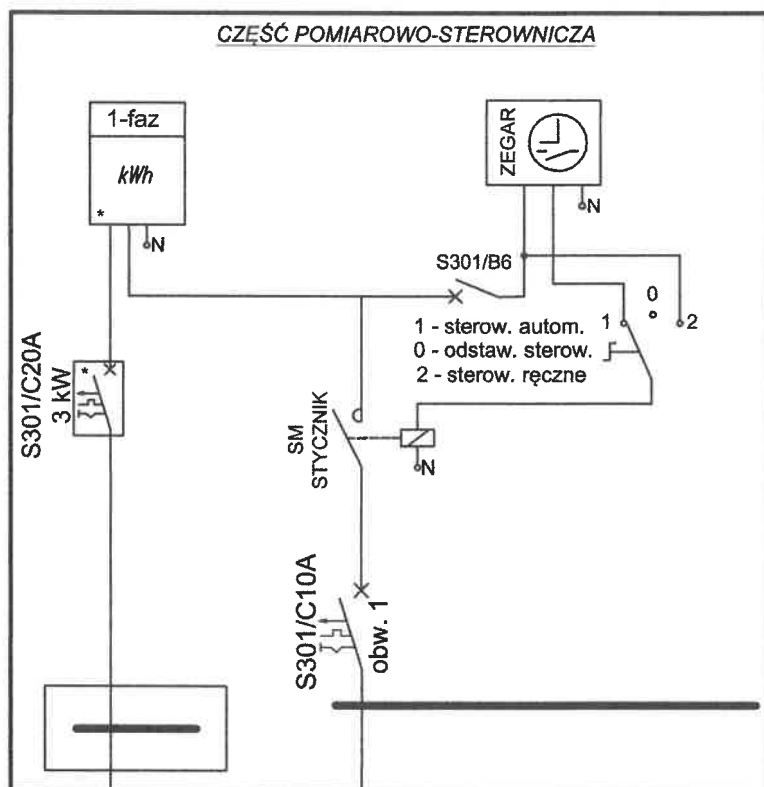 CZĘŚĆ POMIAROWO-STEROWNICZA
1-faz
kWh
*
N
ZEGAR
N
S301/B6
1 - sterow. autom.
0 - odstaw. sterow.
2 - sterow. ręczne
1
0
2
S301/C20A
3 kW
*
SM
STYCZNIK
N
S301/C10A
obw. 1